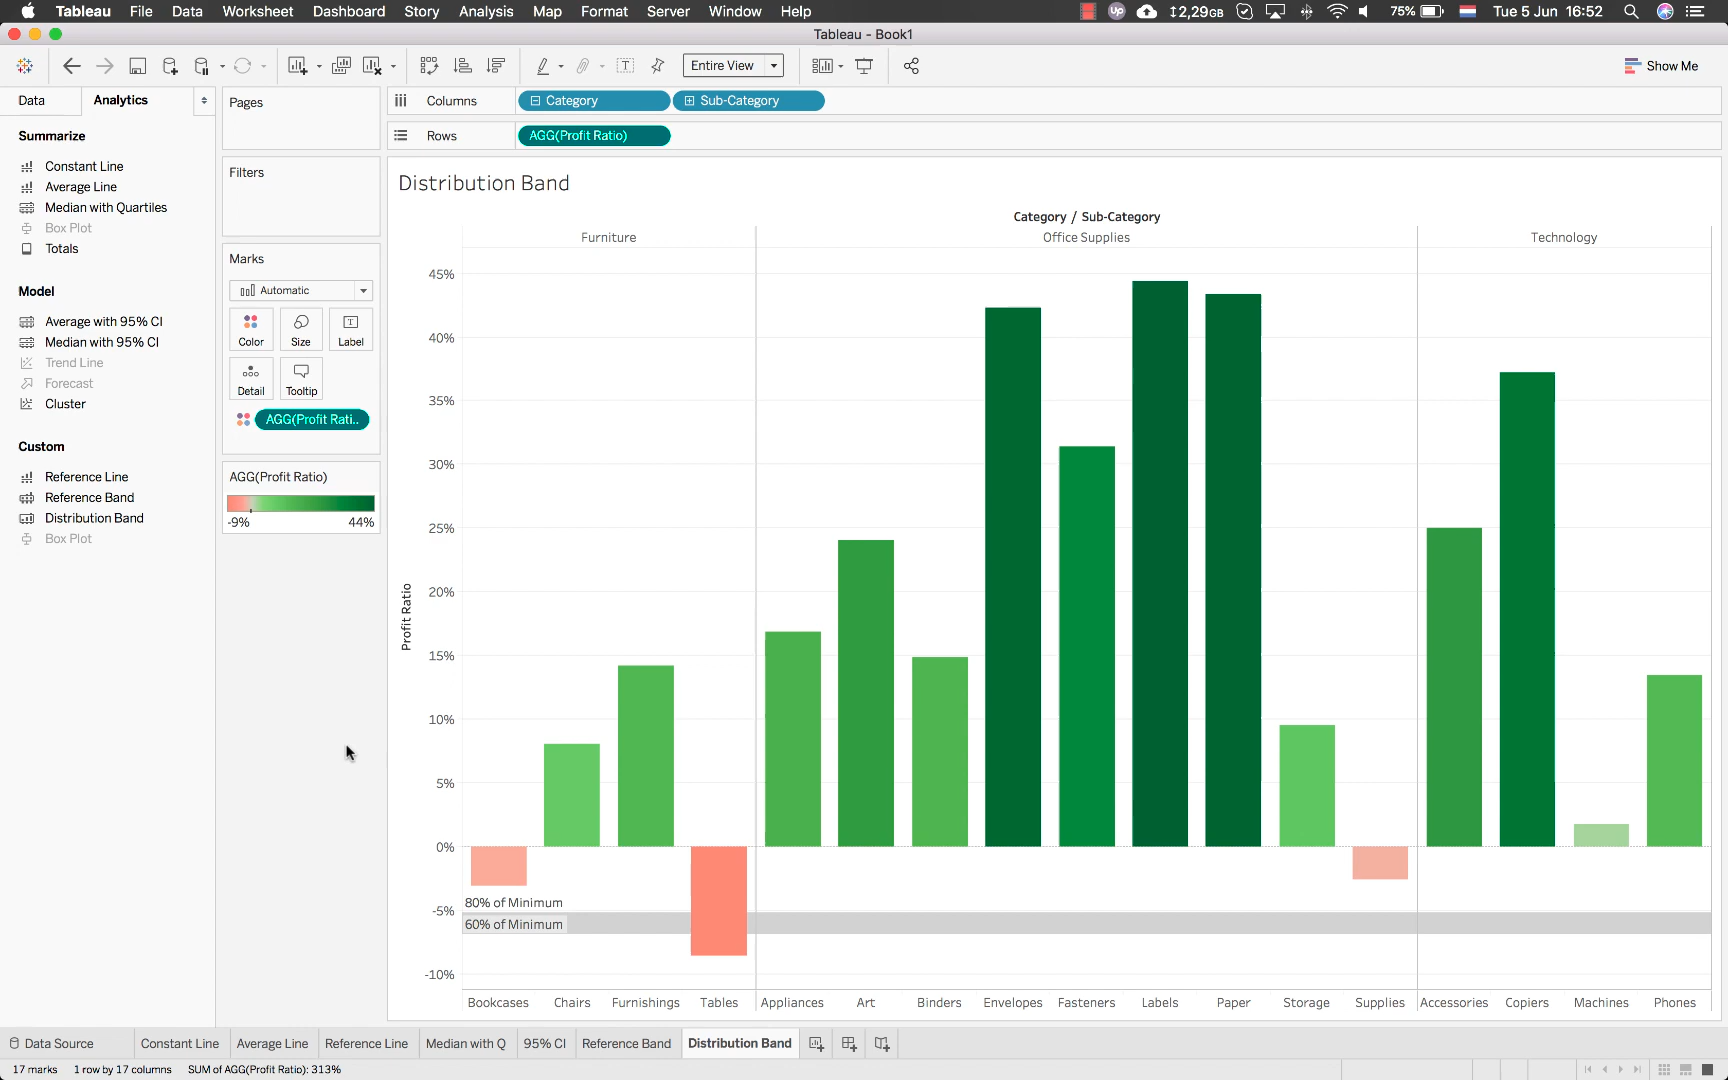 Tableau File Data Worksheet Dashboard Story Analysis Map Format Server Window Help Up 2,29GB 75% Tue 5 Jun 16:52
Tableau - Book1
Entire View Show Me
Data Analytics
Summarize
Constant Line
Average Line
Median with Quartiles
Box Plot
Totals
Model
Average with 95% CI
Median with 95% CI
Trend Line
Forecast
Cluster
Custom
Reference Line
Reference Band
Distribution Band
Box Plot
Pages
Filters
Marks
Automatic
Color Size Label
Detail Tooltip
AGG(Profit Rati..
AGG(Profit Ratio)
-9% 44%
Columns Category Sub-Category
Rows AGG(Profit Ratio)
Distribution Band
Category / Sub-Category
Furniture Office Supplies Technology
Profit Ratio
45%
40%
35%
30%
25%
20%
15%
10%
5%
0%
-5%
-10%
80% of Minimum
60% of Minimum
Bookcases Chairs Furnishings Tables Appliances Art Binders Envelopes Fasteners Labels Paper Storage Supplies Accessories Copiers Machines Phones
Data Source Constant Line Average Line Reference Line Median with Q 95% CI Reference Band Distribution Band
17 marks 1 row by 17 columns SUM of AGG(Profit Ratio): 313%